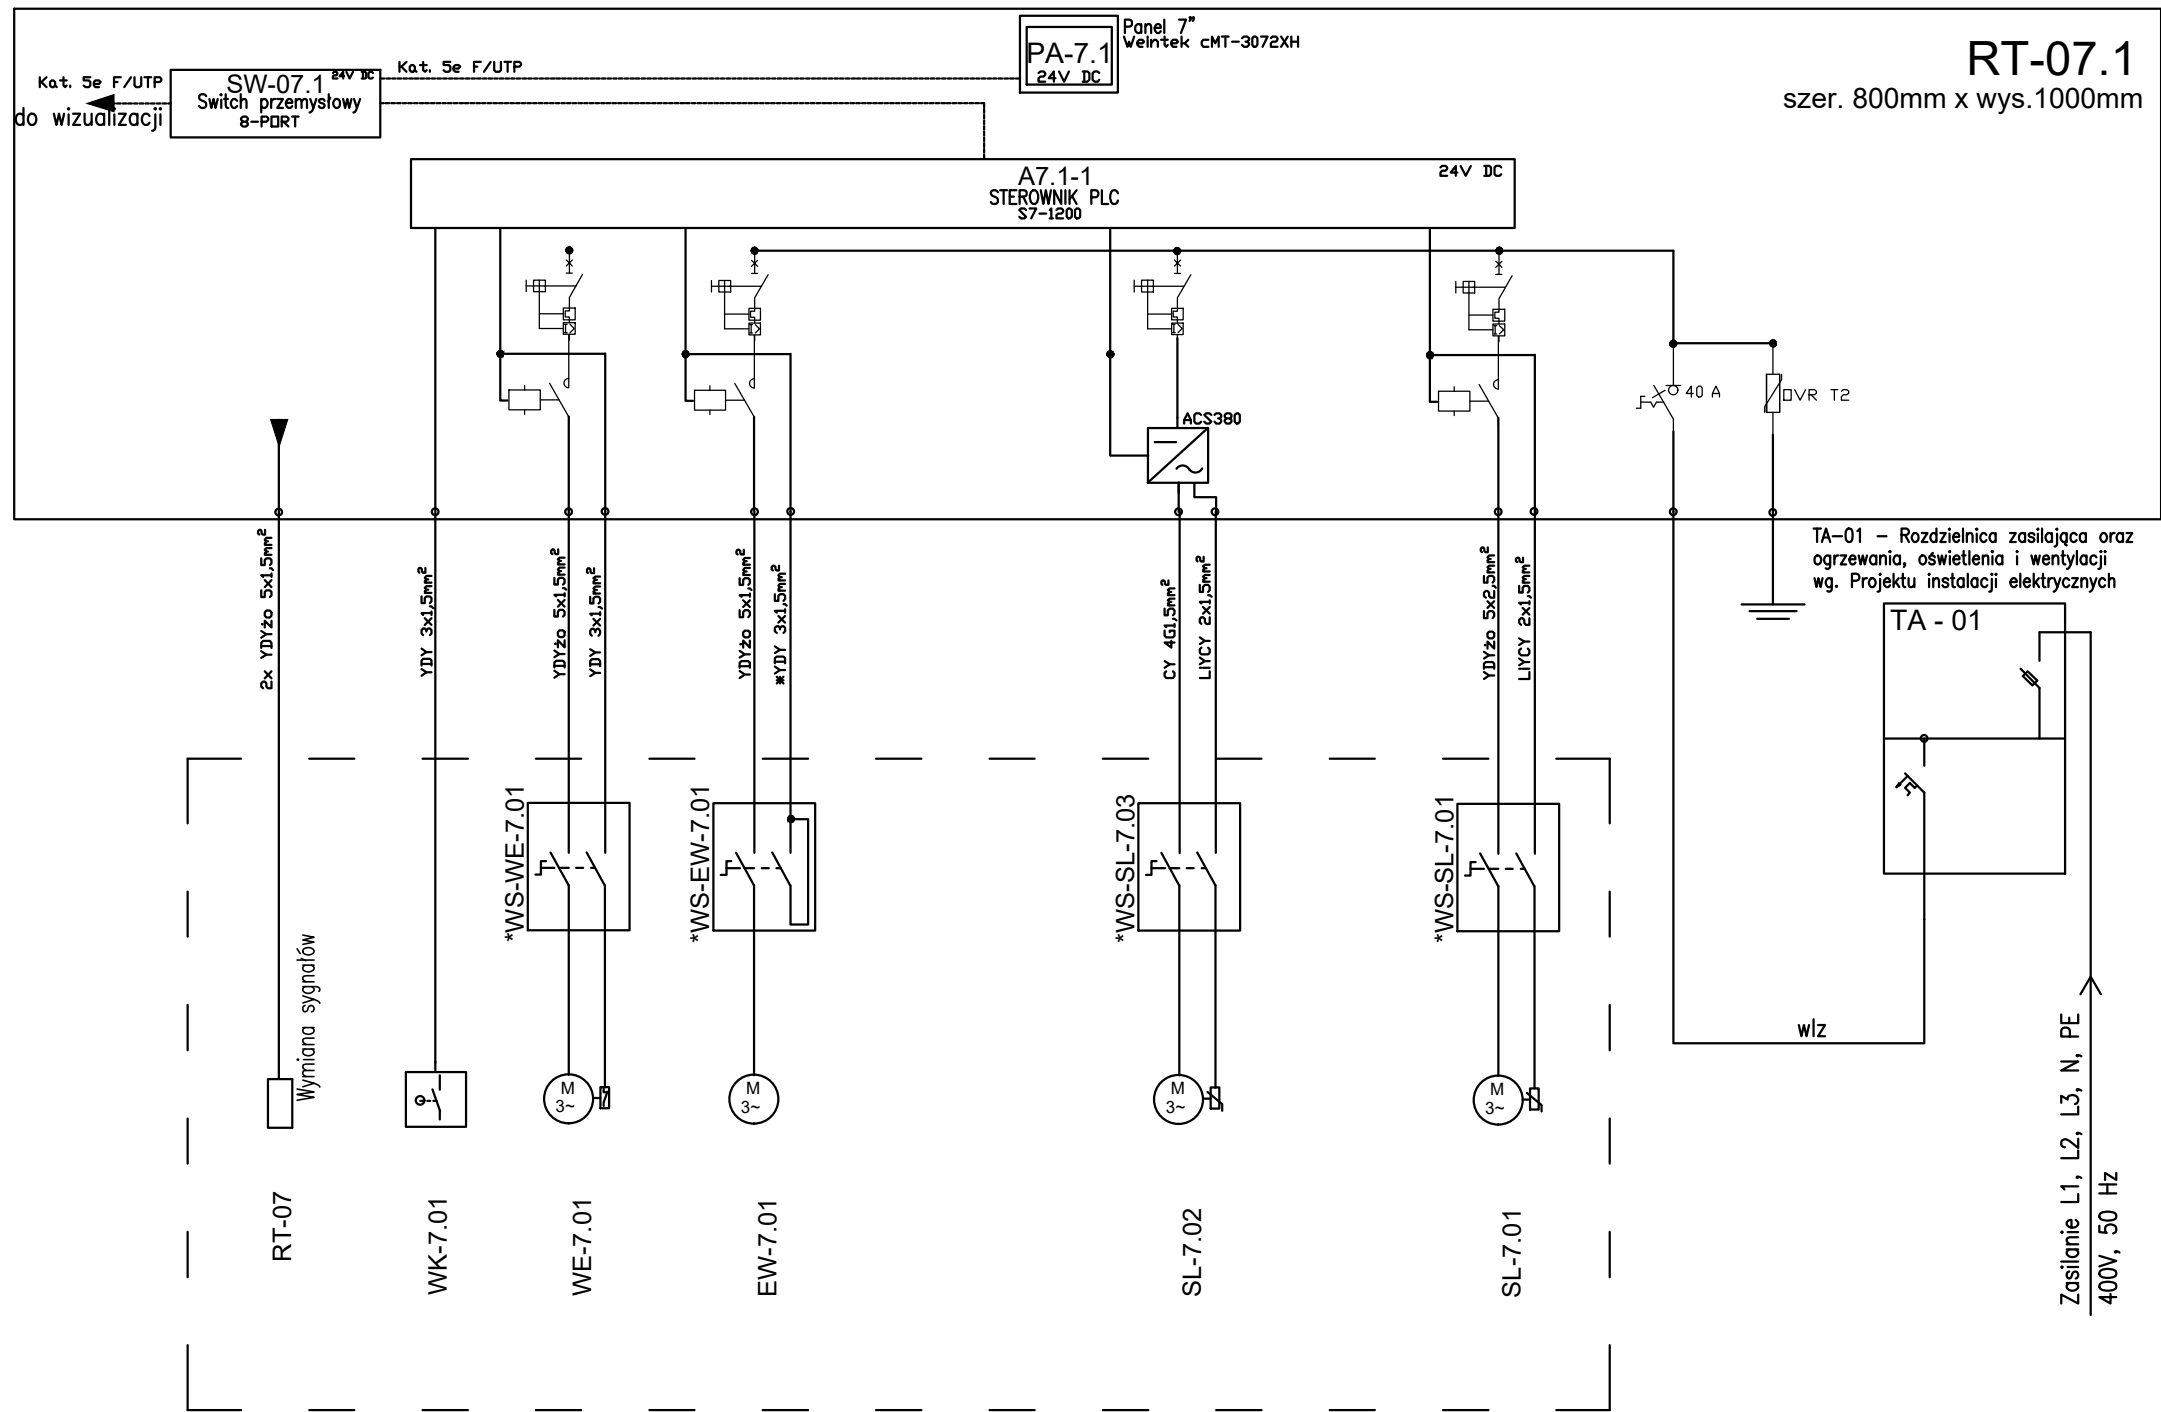 Panel 7"
Weintek cMT-3072XH
PA-7.1
24V DC
RT-07.1
szer. 800mm x wys.1000mm
Kat. 5e F/UTP
do wizualizacji
SW-07.1
24V DC
Switch przemysłowy
8-PORT
Kat. 5e F/UTP
A7.1-1
24V DC
STEROWNIK PLC
S7-1200
ACS380
40 A
OVR T2
2x YDYżo 5x1,5mm²
YDY 3x1,5mm²
YDYżo 5x1,5mm²
YDY 3x1,5mm²
YDYżo 5x1,5mm²
*YDY 3x1,5mm²
CY 4G1,5mm²
LIYCY 2x1,5mm²
YDYżo 5x2,5mm²
LIYCY 2x1,5mm²
TA-01 - Rozdzielnica zasilająca oraz
ogrzewania, oświetlenia i wentylacji
wg. Projektu instalacji elektrycznych
TA - 01
*WS-WE-7.01
*WS-EW-7.01
*WS-SL-7.03
*WS-SL-7.01
Wymiana sygnałów
wlz
M
3~
M
3~
M
3~
M
3~
RT-07
WK-7.01
WE-7.01
EW-7.01
SL-7.02
SL-7.01
Zasilanie L1, L2, L3, N, PE
400V, 50 Hz